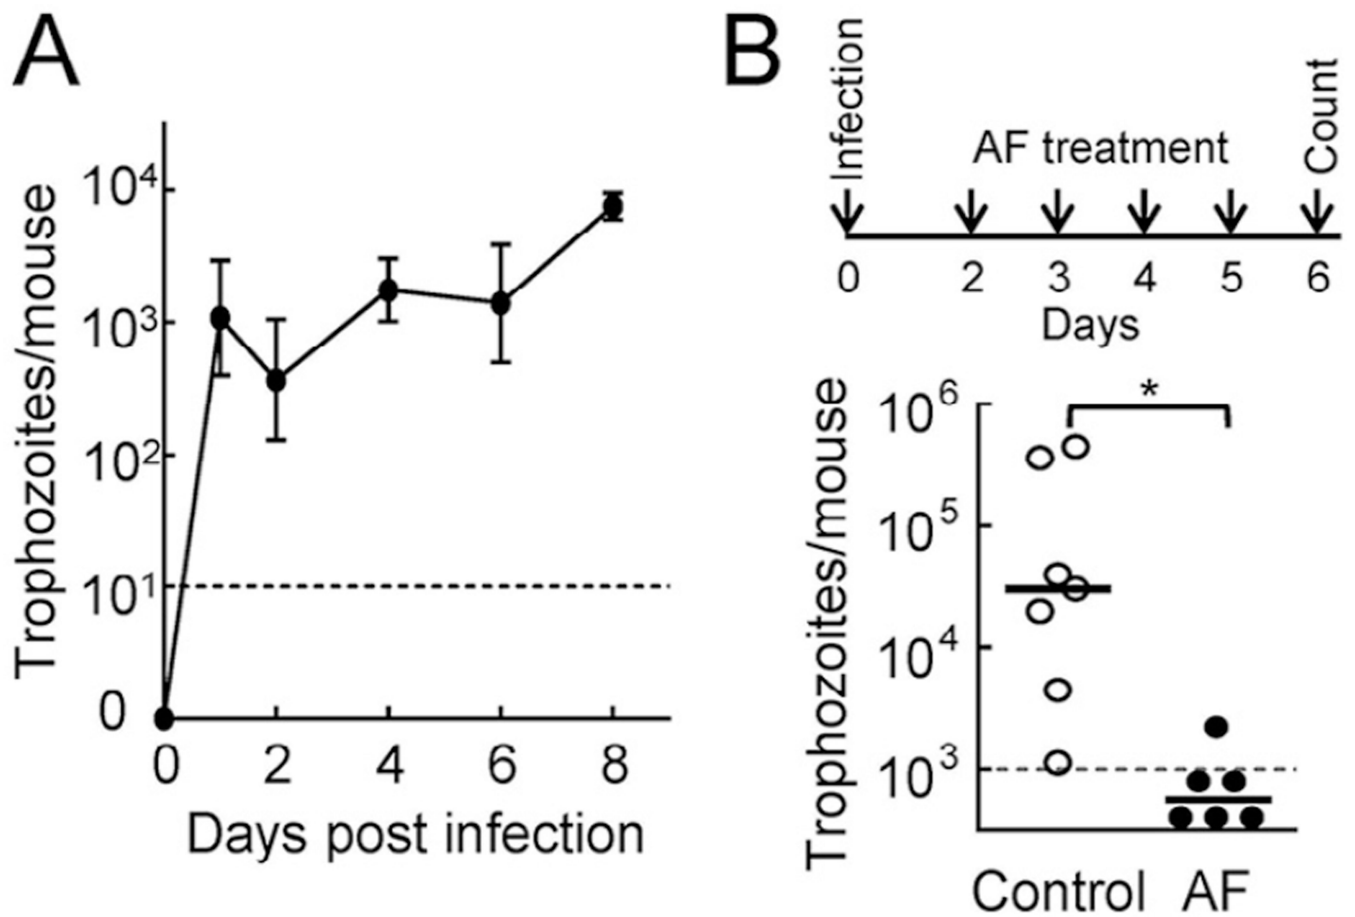 A
Trophozoites/mouse
10⁴
10³
10²
10¹
0
0 2 4 6 8
Days post infection
B
Infection
AF treatment
Count
0 2 3 4 5 6
Days
Trophozoites/mouse
10⁶
10⁵
10⁴
10³
*
Control AF